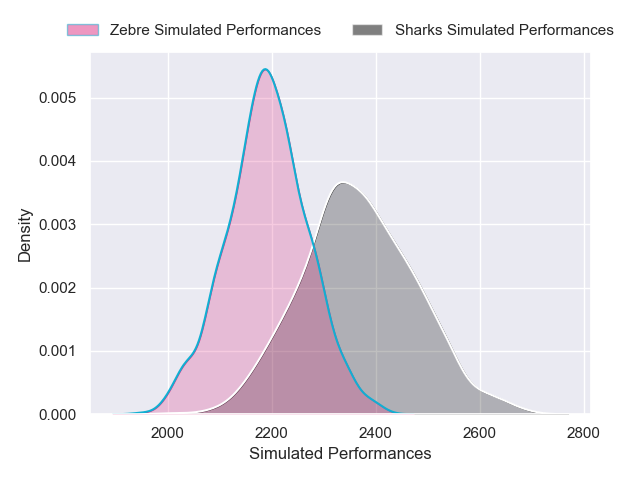 Zebre Simulated Performances Sharks Simulated Performances
0.005
0.004
0.003
0.002
0.001
0.000
Density
2000 2200 2400 2600 2800
Simulated Performances